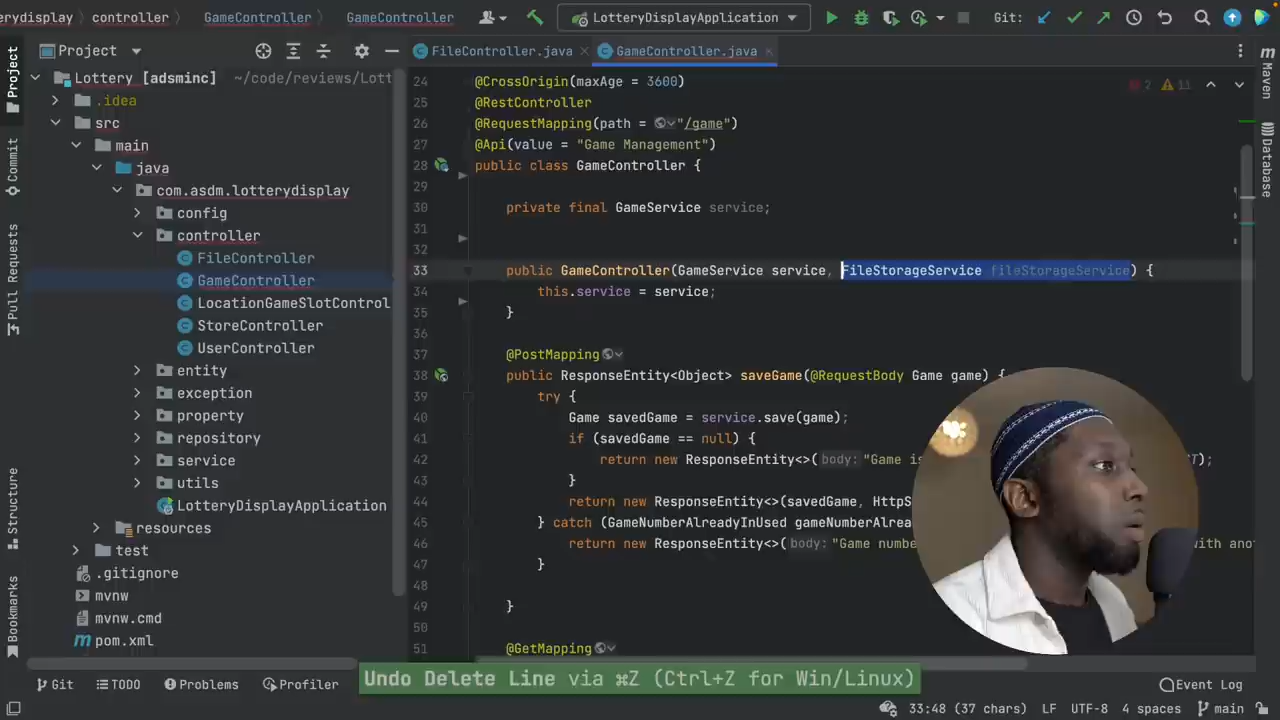 rydisplay
controller
GameController
GameController
LotteryDisplayApplication
Git:
Project
FileController.java
GameController.java
Lottery [adsminc] ~/code/reviews/Lott
.idea
src
main
java
com.asdm.lotterydisplay
config
controller
FileController
GameController
LocationGameSlotControl
StoreController
UserController
entity
exception
property
repository
service
utils
LotteryDisplayApplication
resources
test
.gitignore
mvnw
mvnw.cmd
pom.xml
Project
Commit
Pull Requests
Structure
Bookmarks
2 11
24 @CrossOrigin(maxAge = 3600)
25 @RestController
26 @RequestMapping(path = "/game")
27 @Api(value = "Game Management")
28 public class GameController {
29
30 private final GameService service;
31
32
33 public GameController(GameService service, FileStorageService fileStorageService) {
34 this.service = service;
35 }
36
37 @PostMapping
38 public ResponseEntity<Object> saveGame(@RequestBody Game game) {
39 try {
40 Game savedGame = service.save(game);
41 if (savedGame == null) {
42 return new ResponseEntity<>( body: "Game is CT);
43 }
44 return new ResponseEntity<>(savedGame, HttpS
45 } catch (GameNumberAlreadyInUsed gameNumberAlrea
46 return new ResponseEntity<>( body: "Game number with anot
47 }
48
49 }
50
51 @GetMapping
m Maven
Database
Undo Delete Line via ⌘Z (Ctrl+Z for Win/Linux)
Git
TODO
Problems
Profiler
Event Log
33:48 (37 chars) LF UTF-8 4 spaces main